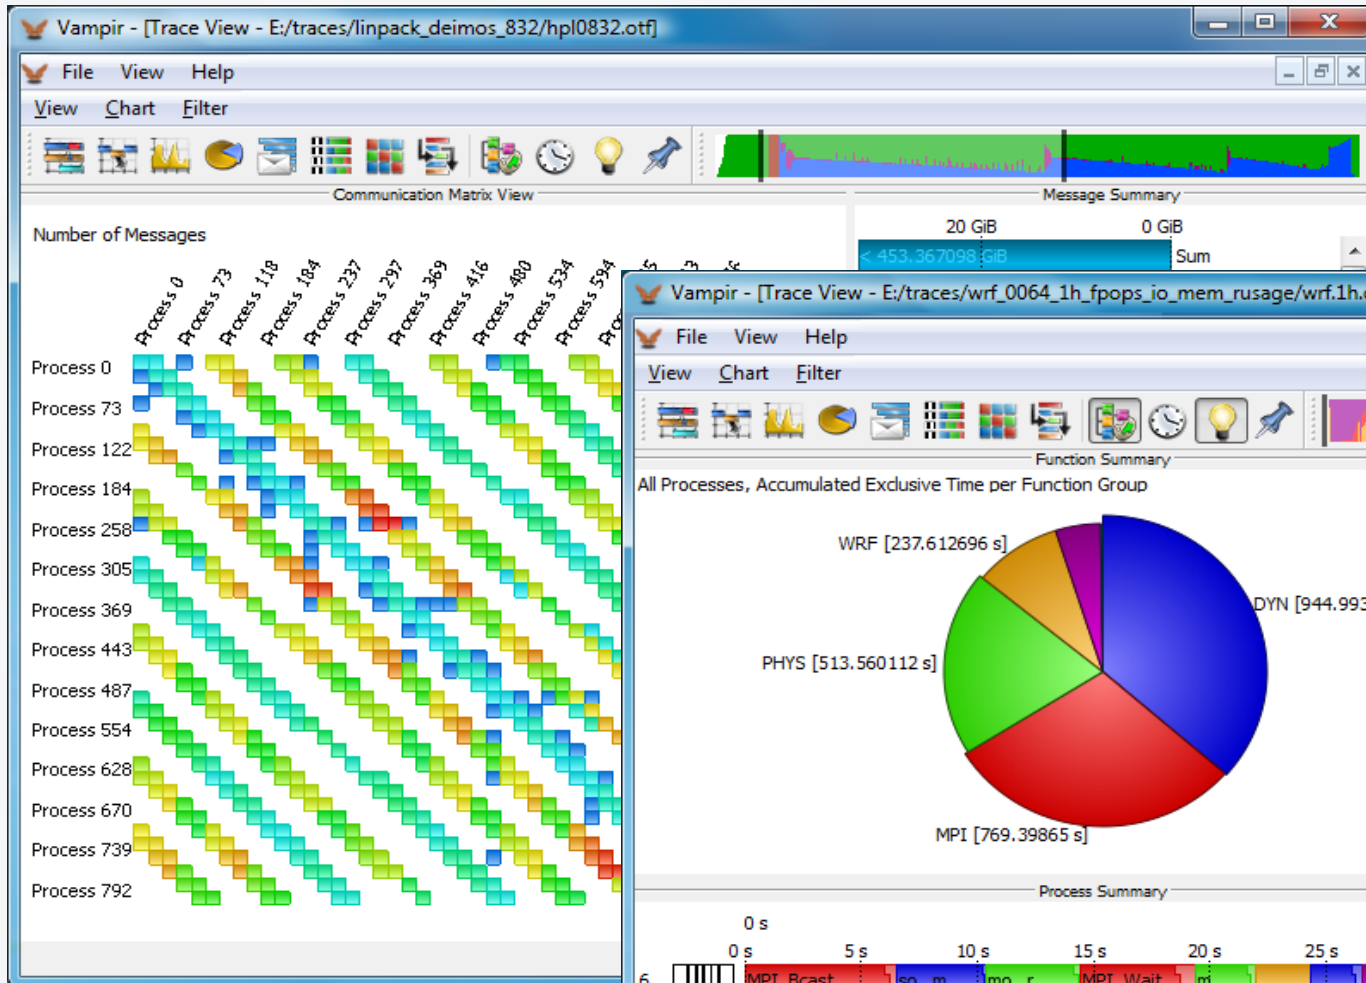 Vampir - [Trace View - E:/traces/linpack_deimos_832/hpl0832.otf]
File View Help
View Chart Filter
Communication Matrix View
Number of Messages
Process 0
Process 73
Process 118
Process 184
Process 237
Process 297
Process 369
Process 416
Process 480
Process 534
Process 594
Process 0
Process 73
Process 122
Process 184
Process 258
Process 305
Process 369
Process 443
Process 487
Process 554
Process 628
Process 670
Process 739
Process 792
Message Summary
20 GiB 0 GiB
< 453.367098 GiB Sum
Vampir - [Trace View - E:/traces/wrf_0064_1h_fpops_io_mem_rusage/wrf.1h.
File View Help
View Chart Filter
Function Summary
All Processes, Accumulated Exclusive Time per Function Group
WRF [237.612696 s]
DYN [944.993
PHYS [513.560112 s]
MPI [769.39865 s]
Process Summary
0 s
0 s 5 s 10 s 15 s 20 s 25 s
6 MPI_Bcast so_m mo_r MPI_Wait m